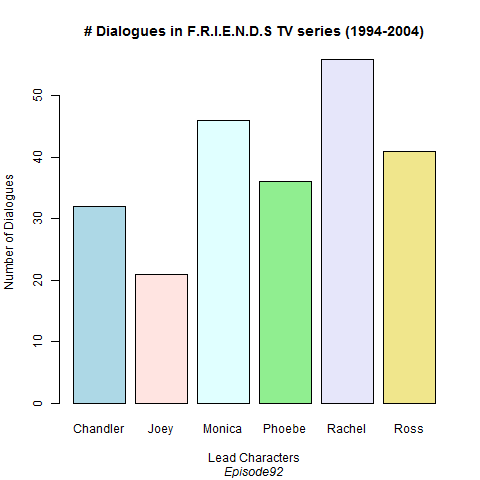 # Dialogues in F.R.I.E.N.D.S TV series (1994-2004)
Number of Dialogues
50
40
30
20
10
0
Chandler Joey Monica Phoebe Rachel Ross
Lead Characters
Episode92